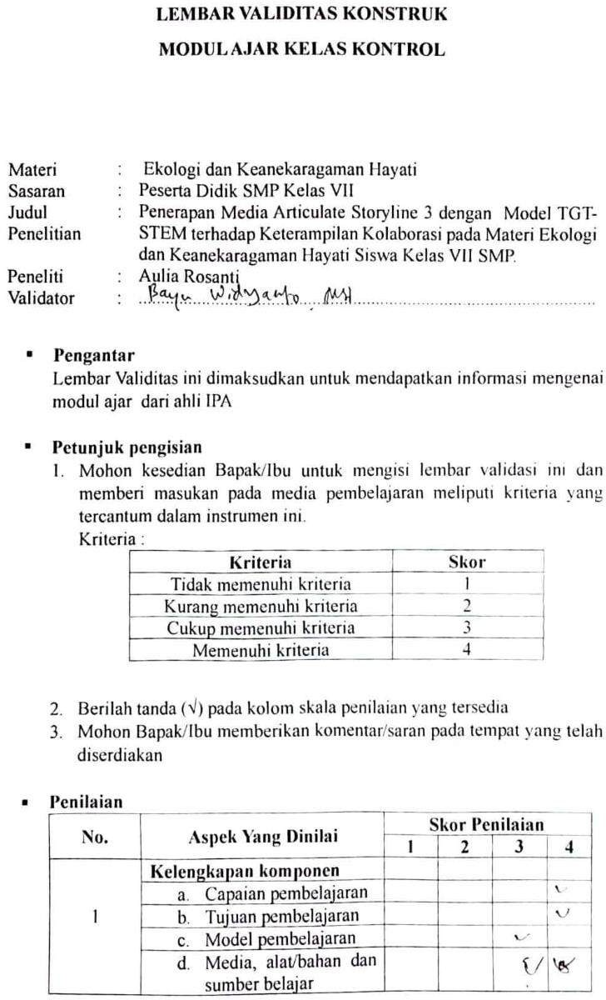 LEMBAR VALIDITAS KONSTRUK
MODUL AJAR KELAS KONTROL
Materi : Ekologi dan Keanekaragaman Hayati
Sasaran : Peserta Didik SMP Kelas VII
Judul : Penerapan Media Articulate Storyline 3 dengan Model TGT-
Penelitian STEM terhadap Keterampilan Kolaborasi pada Materi Ekologi
dan Keanekaragaman Hayati Siswa Kelas VII SMP.
Peneliti : Aulia Rosanti
Validator : Bayu Widyanto
▪ Pengantar
Lembar Validitas ini dimaksudkan untuk mendapatkan informasi mengenai
modul ajar dari ahli IPA
▪ Petunjuk pengisian
1. Mohon kesedian Bapak/Ibu untuk mengisi lembar validasi ini dan
memberi masukan pada media pembelajaran meliputi kriteria yang
tercantum dalam instrumen ini.
Kriteria :
Kriteria Skor
Tidak memenuhi kriteria 1
Kurang memenuhi kriteria 2
Cukup memenuhi kriteria 3
Memenuhi kriteria 4
2. Berilah tanda (√) pada kolom skala penilaian yang tersedia
3. Mohon Bapak/Ibu memberikan komentar/saran pada tempat yang telah
diserdiakan
▪ Penilaian
No. Aspek Yang Dinilai Skor Penilaian
1 2 3 4
Kelengkapan komponen
a. Capaian pembelajaran ✓
1 b. Tujuan pembelajaran ✓
c. Model pembelajaran ✓
d. Media, alat/bahan dan ✓
sumber belajar